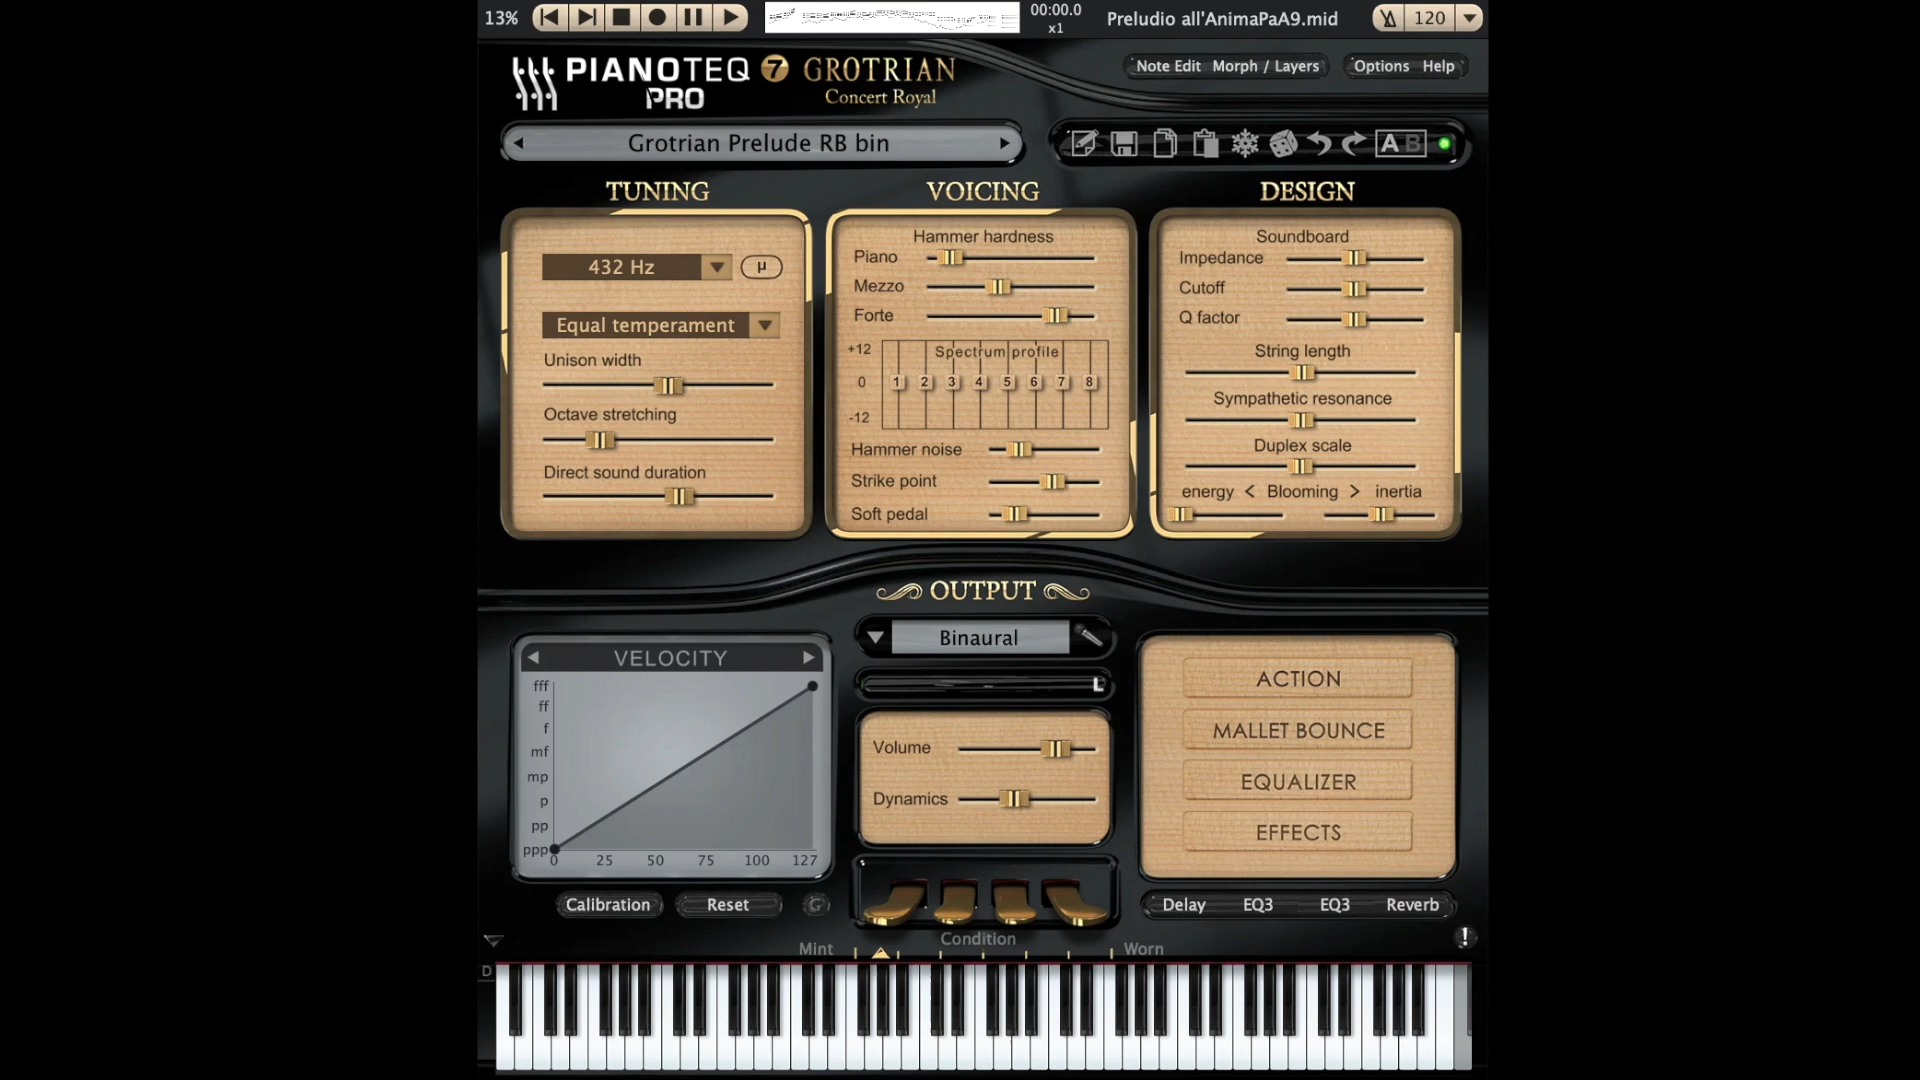 13%
00:00.0
x1
Preludio all'AnimaPaA9.mid
120
PIANOTEQ 7 GROTRIAN
PRO
Concert Royal
Note Edit Morph / Layers
Options Help
Grotrian Prelude RB bin
A B
TUNING
432 Hz
μ
Equal temperament
Unison width
Octave stretching
Direct sound duration
VOICING
Hammer hardness
Piano
Mezzo
Forte
Spectrum profile
+12
0
-12
1 2 3 4 5 6 7 8
Hammer noise
Strike point
Soft pedal
DESIGN
Soundboard
Impedance
Cutoff
Q factor
String length
Sympathetic resonance
Duplex scale
energy < Blooming > inertia
OUTPUT
VELOCITY
fff
ff
f
mf
mp
p
pp
ppp
0 25 50 75 100 127
Calibration
Reset
G
Binaural
L
Volume
Dynamics
ACTION
MALLET BOUNCE
EQUALIZER
EFFECTS
Delay EQ3 EQ3 Reverb
Mint
Condition
Worn
!
D